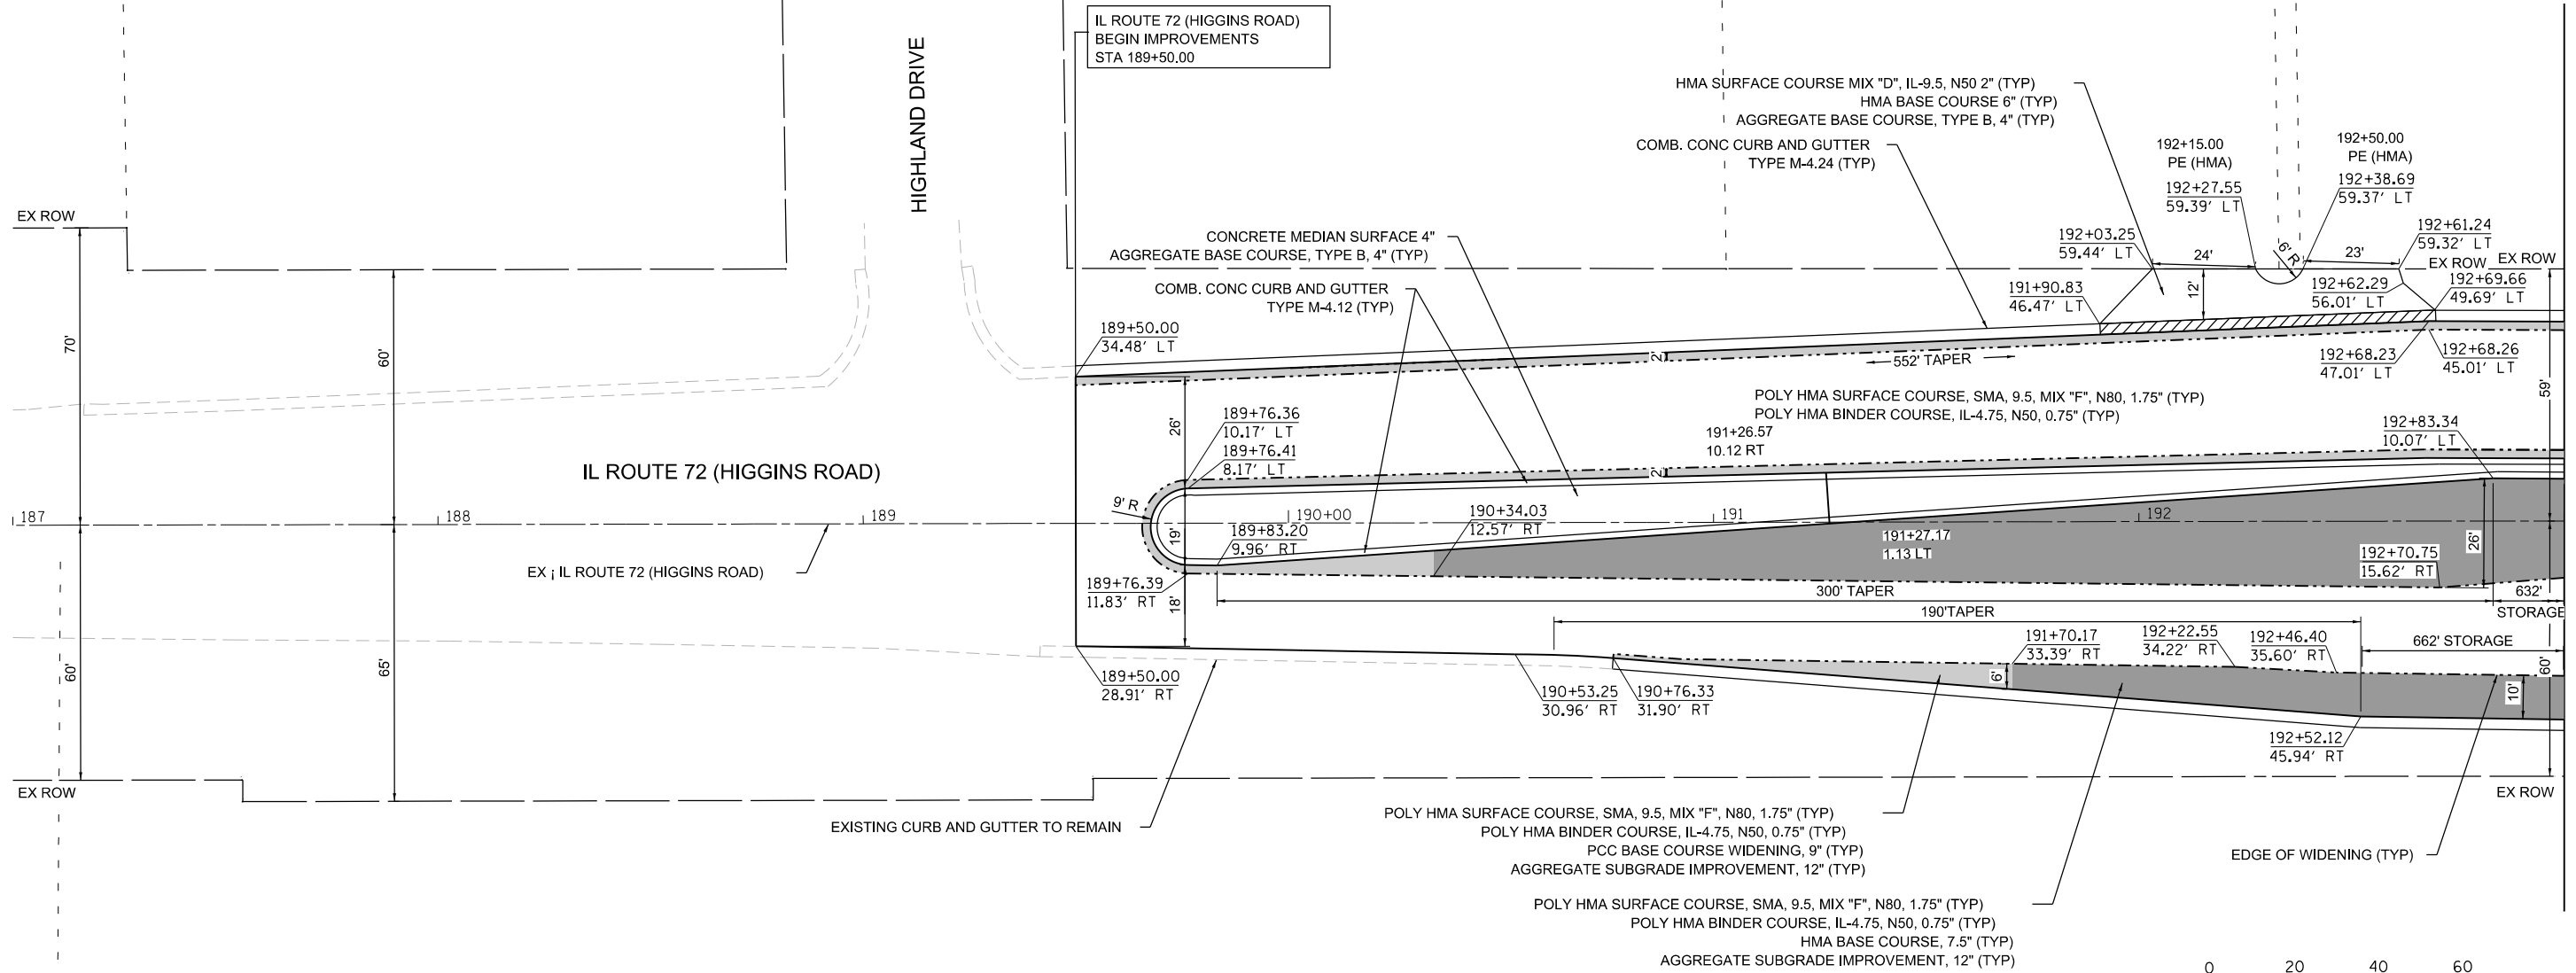 IL ROUTE 72 (HIGGINS ROAD)
BEGIN IMPROVEMENTS
STA 189+50.00
HIGHLAND DRIVE
HMA SURFACE COURSE MIX "D", IL-9.5, N50 2" (TYP)
HMA BASE COURSE 6" (TYP)
AGGREGATE BASE COURSE, TYPE B, 4" (TYP)
COMB. CONC CURB AND GUTTER
TYPE M-4.24 (TYP)
192+15.00
PE (HMA)
192+50.00
PE (HMA)
192+27.55
59.39' LT
192+38.69
59.37' LT
192+03.25
59.44' LT
192+61.24
59.32' LT
24'
6' R
23'
EX ROW
EX ROW
EX ROW
CONCRETE MEDIAN SURFACE 4"
AGGREGATE BASE COURSE, TYPE B, 4" (TYP)
COMB. CONC CURB AND GUTTER
TYPE M-4.12 (TYP)
191+90.83
46.47' LT
12'
192+62.29
56.01' LT
192+69.66
49.69' LT
189+50.00
34.48' LT
70'
60'
2'
552' TAPER
192+68.23
47.01' LT
192+68.26
45.01' LT
59'
POLY HMA SURFACE COURSE, SMA, 9.5, MIX "F", N80, 1.75" (TYP)
POLY HMA BINDER COURSE, IL-4.75, N50, 0.75" (TYP)
26'
189+76.36
10.17' LT
189+76.41
8.17' LT
191+26.57
10.12 RT
192+83.34
10.07' LT
2'
IL ROUTE 72 (HIGGINS ROAD)
9' R
187
188
189
190+00
191
192
19'
189+83.20
9.96' RT
190+34.03
12.57' RT
191+27.17
1.13 LT
192+70.75
15.62' RT
26'
EX ¡ IL ROUTE 72 (HIGGINS ROAD)
189+76.39
11.83' RT
18'
300' TAPER
632'
STORAGE
190'TAPER
662' STORAGE
60'
65'
60'
191+70.17
33.39' RT
192+22.55
34.22' RT
192+46.40
35.60' RT
189+50.00
28.91' RT
190+53.25
30.96' RT
190+76.33
31.90' RT
6'
10'
192+52.12
45.94' RT
EX ROW
EX ROW
EXISTING CURB AND GUTTER TO REMAIN
POLY HMA SURFACE COURSE, SMA, 9.5, MIX "F", N80, 1.75" (TYP)
POLY HMA BINDER COURSE, IL-4.75, N50, 0.75" (TYP)
PCC BASE COURSE WIDENING, 9" (TYP)
AGGREGATE SUBGRADE IMPROVEMENT, 12" (TYP)
EDGE OF WIDENING (TYP)
POLY HMA SURFACE COURSE, SMA, 9.5, MIX "F", N80, 1.75" (TYP)
POLY HMA BINDER COURSE, IL-4.75, N50, 0.75" (TYP)
HMA BASE COURSE, 7.5" (TYP)
AGGREGATE SUBGRADE IMPROVEMENT, 12" (TYP)
0 20 40 60